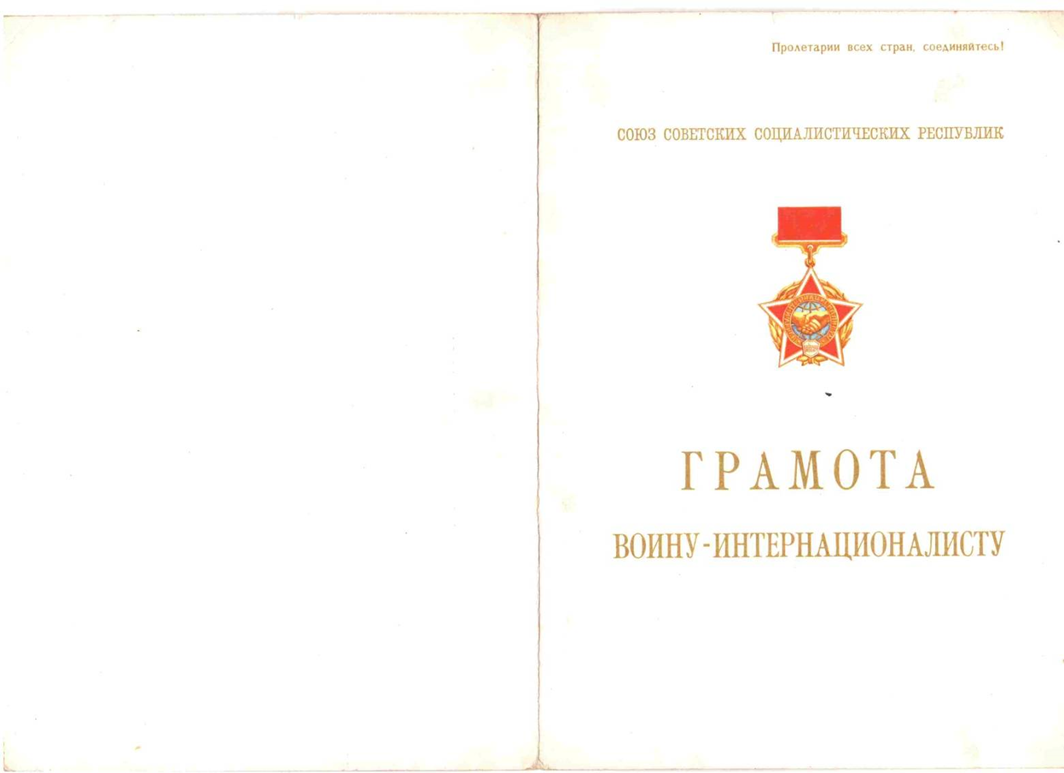 Пролетарии всех стран, соединяйтесь!
СОЮЗ СОВЕТСКИХ СОЦИАЛИСТИЧЕСКИХ РЕСПУБЛИК
ГРАМОТА
ВОИНУ-ИНТЕРНАЦИОНАЛИСТУ